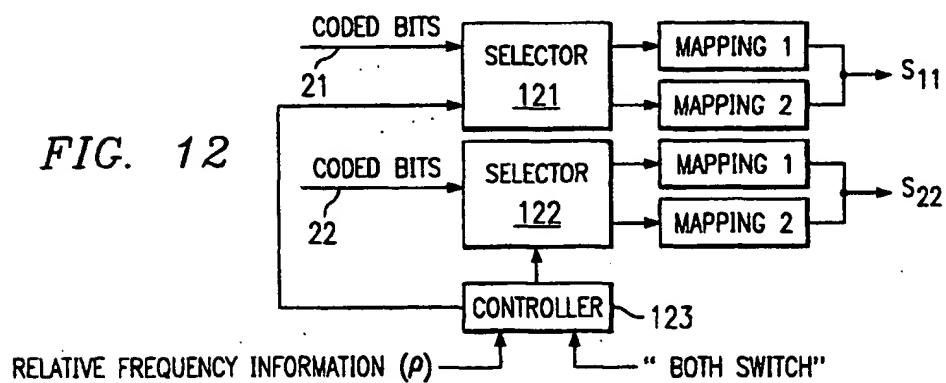 CODED BITS
21
SELECTOR
121
MAPPING 1
MAPPING 2
S11
FIG. 12
CODED BITS
22
SELECTOR
122
MAPPING 1
MAPPING 2
S22
CONTROLLER
123
RELATIVE FREQUENCY INFORMATION (ρ)
" BOTH SWITCH"